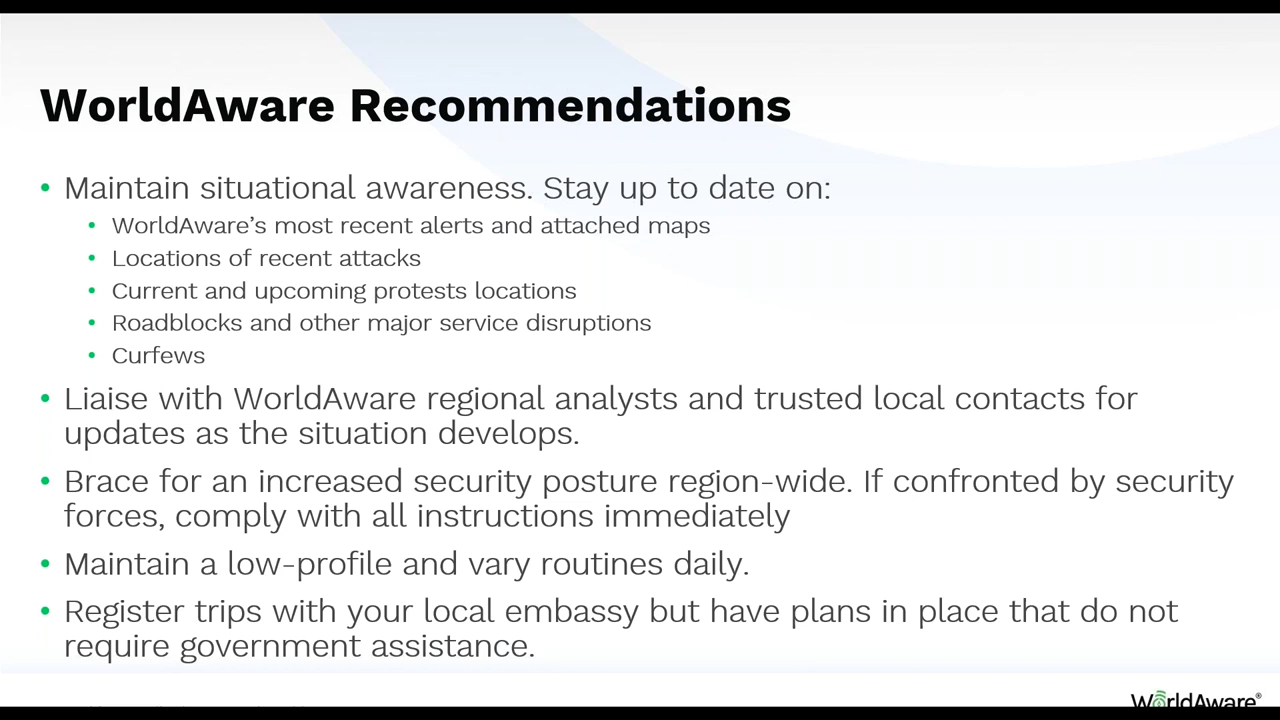 WorldAware Recommendations
• Maintain situational awareness. Stay up to date on:
• WorldAware’s most recent alerts and attached maps
• Locations of recent attacks
• Current and upcoming protests locations
• Roadblocks and other major service disruptions
• Curfews
• Liaise with WorldAware regional analysts and trusted local contacts for
updates as the situation develops.
• Brace for an increased security posture region-wide. If confronted by security
forces, comply with all instructions immediately
• Maintain a low-profile and vary routines daily.
• Register trips with your local embassy but have plans in place that do not
require government assistance.
WorldAware®